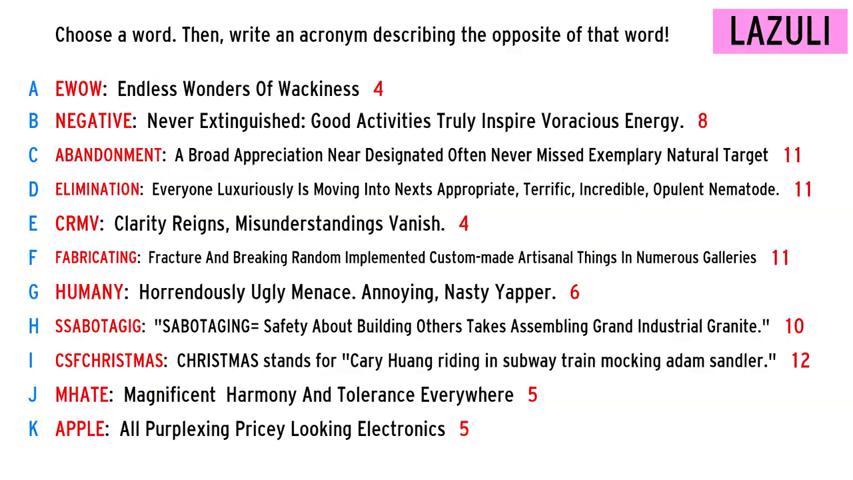 Choose a word. Then, write an acronym describing the opposite of that word!
LAZULI
A EWOW: Endless Wonders Of Wackiness 4
B NEGATIVE: Never Extinguished: Good Activities Truly Inspire Voracious Energy. 8
C ABANDONMENT: A Broad Appreciation Near Designated Often Never Missed Exemplary Natural Target 11
D ELIMINATION: Everyone Luxuriously Is Moving Into Nexts Appropriate, Terrific, Incredible, Opulent Nematode. 11
E CRMV: Clarity Reigns, Misunderstandings Vanish. 4
F FABRICATING: Fracture And Breaking Random Implemented Custom-made Artisanal Things In Numerous Galleries 11
G HUMANY: Horrendously Ugly Menace. Annoying, Nasty Yapper. 6
H SSABOTAGIG: "SABOTAGING= Safety About Building Others Takes Assembling Grand Industrial Granite." 10
I CSFCHRISTMAS: CHRISTMAS stands for "Cary Huang riding in subway train mocking adam sandler." 12
J MHATE: Magnificent Harmony And Tolerance Everywhere 5
K APPLE: All Purplexing Pricey Looking Electronics 5